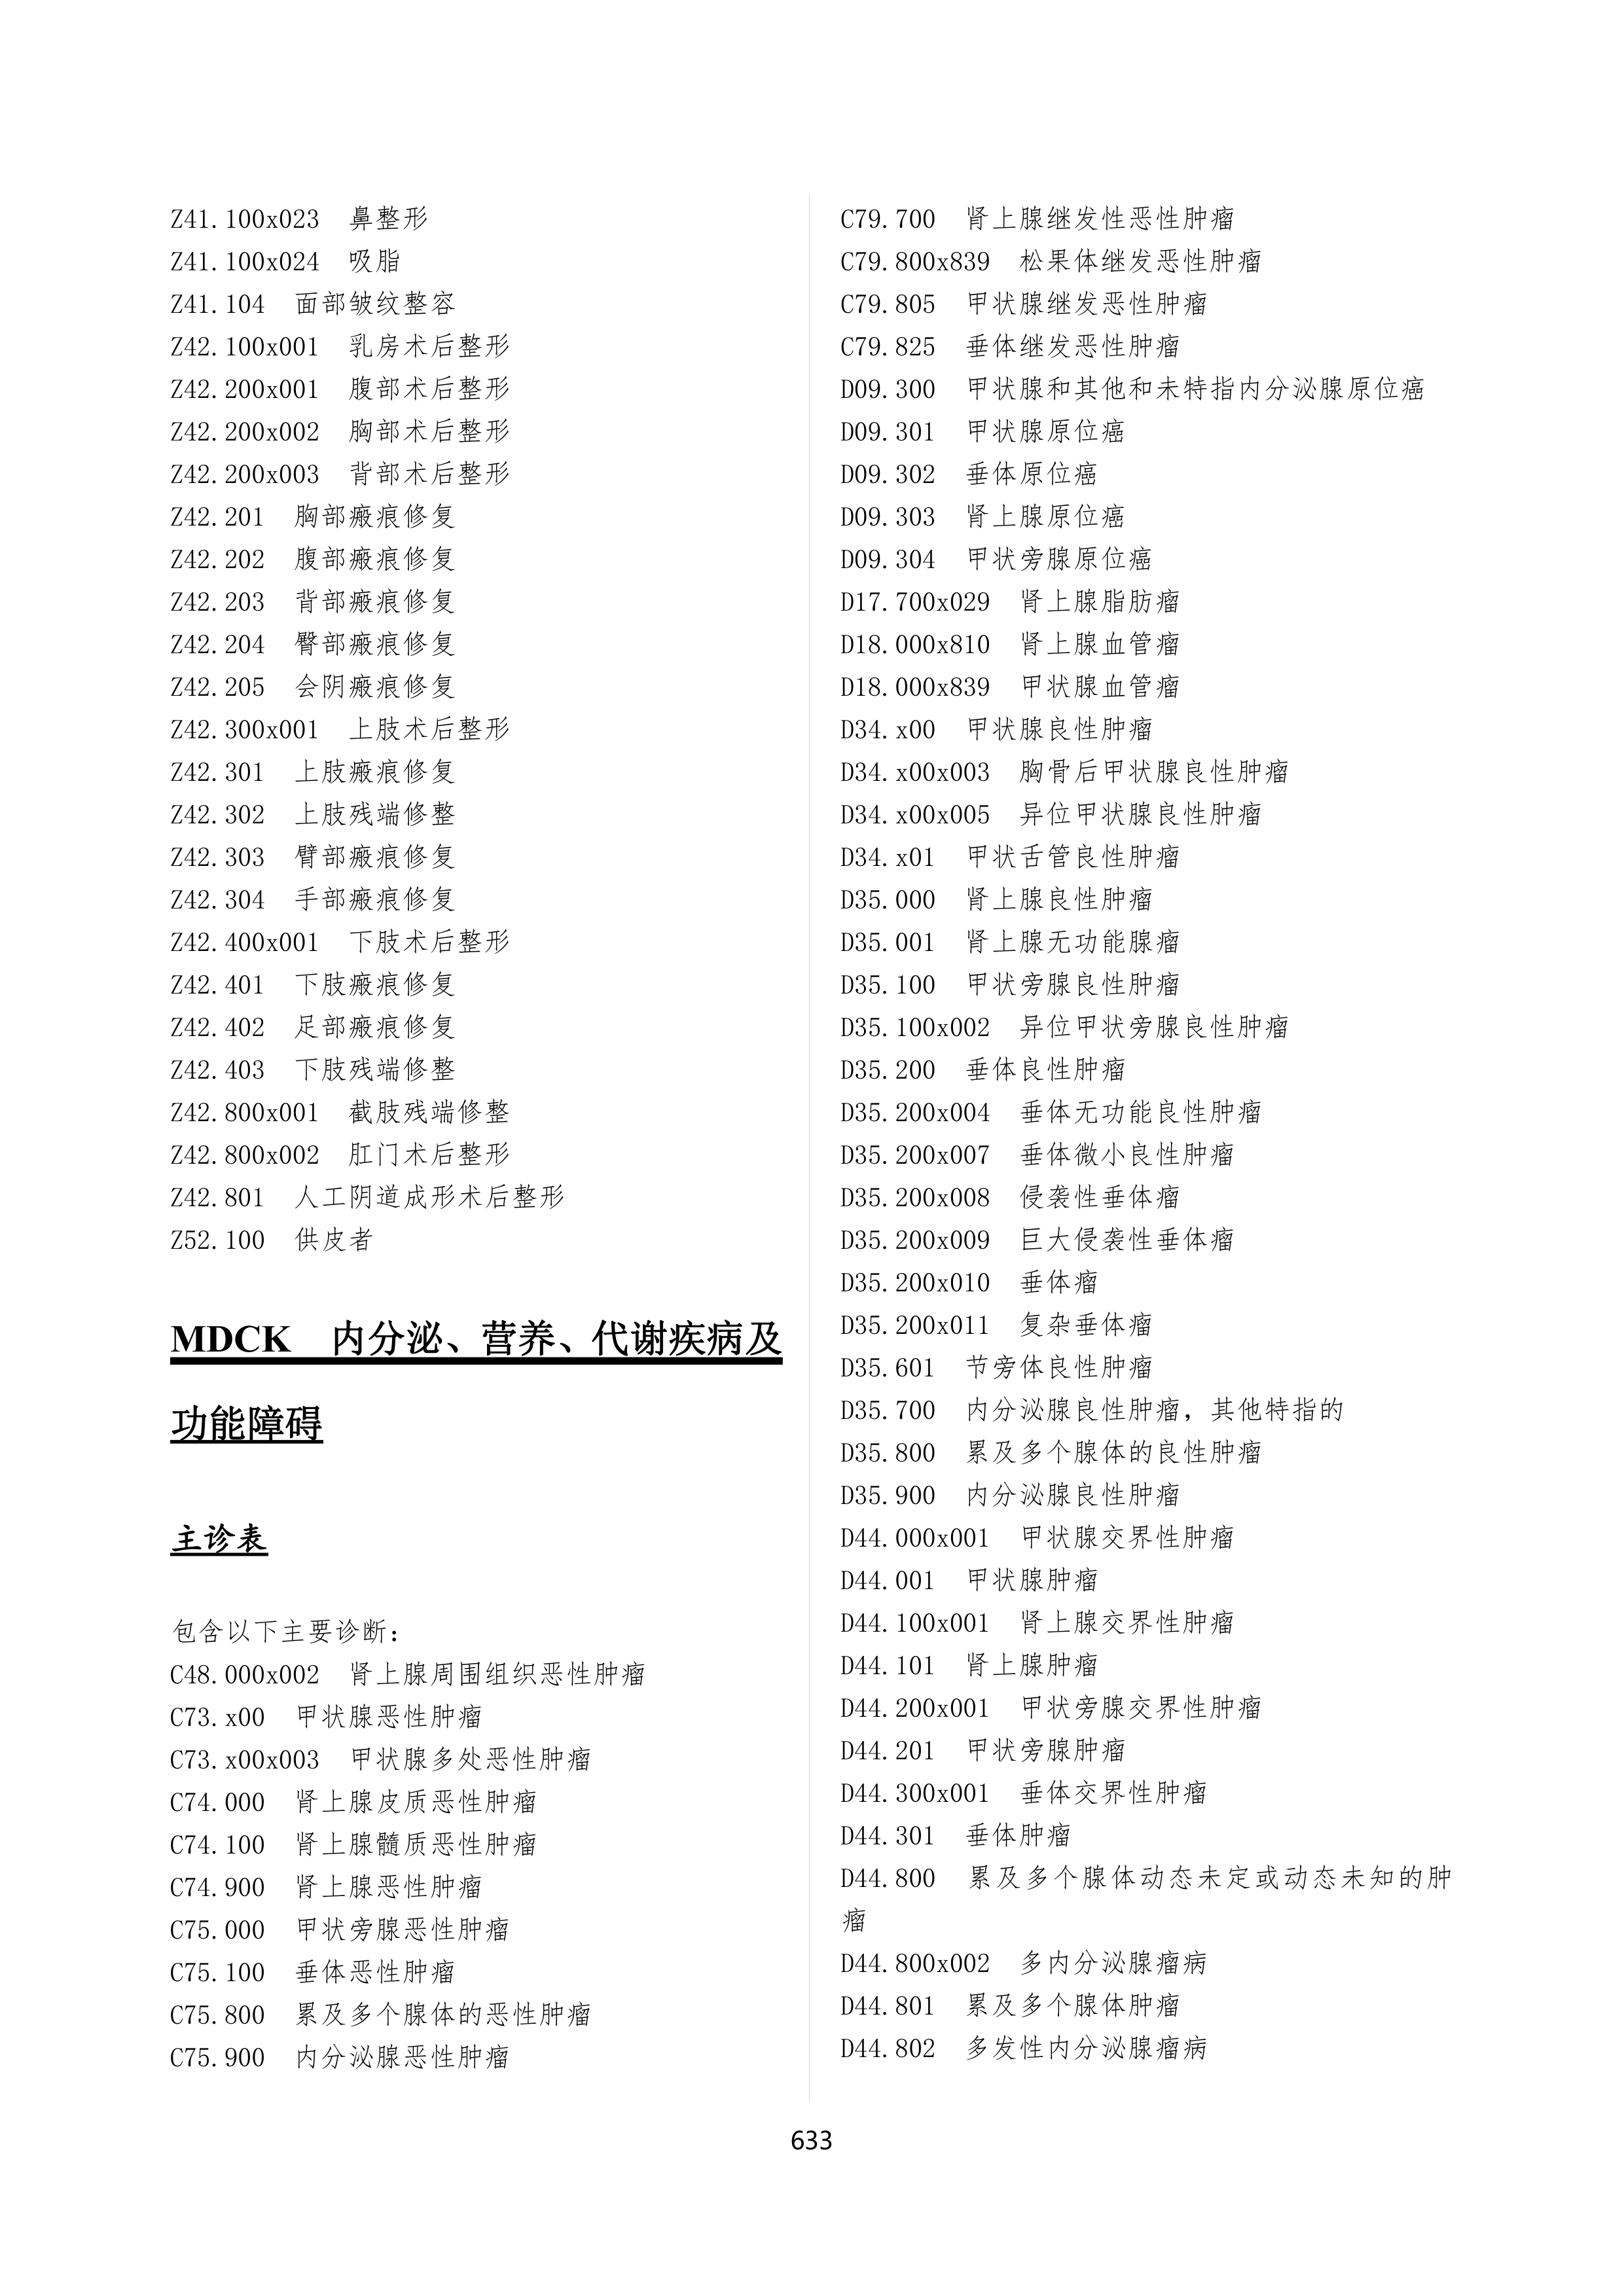 Z41.100x023 鼻整形
Z41.100x024 吸脂
Z41.104 面部皱纹整容
Z42.100x001 乳房术后整形
Z42.200x001 腹部术后整形
Z42.200x002 胸部术后整形
Z42.200x003 背部术后整形
Z42.201 胸部瘢痕修复
Z42.202 腹部瘢痕修复
Z42.203 背部瘢痕修复
Z42.204 臀部瘢痕修复
Z42.205 会阴瘢痕修复
Z42.300x001 上肢术后整形
Z42.301 上肢瘢痕修复
Z42.302 上肢残端修整
Z42.303 臂部瘢痕修复
Z42.304 手部瘢痕修复
Z42.400x001 下肢术后整形
Z42.401 下肢瘢痕修复
Z42.402 足部瘢痕修复
Z42.403 下肢残端修整
Z42.800x001 截肢残端修整
Z42.800x002 肛门术后整形
Z42.801 人工阴道成形术后整形
Z52.100 供皮者
MDCK 内分泌、营养、代谢疾病及
功能障碍
主诊表
包含以下主要诊断：
C48.000x002 肾上腺周围组织恶性肿瘤
C73.x00 甲状腺恶性肿瘤
C73.x00x003 甲状腺多处恶性肿瘤
C74.000 肾上腺皮质恶性肿瘤
C74.100 肾上腺髓质恶性肿瘤
C74.900 肾上腺恶性肿瘤
C75.000 甲状旁腺恶性肿瘤
C75.100 垂体恶性肿瘤
C75.800 累及多个腺体的恶性肿瘤
C75.900 内分泌腺恶性肿瘤
C79.700 肾上腺继发性恶性肿瘤
C79.800x839 松果体继发恶性肿瘤
C79.805 甲状腺继发恶性肿瘤
C79.825 垂体继发恶性肿瘤
D09.300 甲状腺和其他和未特指内分泌腺原位癌
D09.301 甲状腺原位癌
D09.302 垂体原位癌
D09.303 肾上腺原位癌
D09.304 甲状旁腺原位癌
D17.700x029 肾上腺脂肪瘤
D18.000x810 肾上腺血管瘤
D18.000x839 甲状腺血管瘤
D34.x00 甲状腺良性肿瘤
D34.x00x003 胸骨后甲状腺良性肿瘤
D34.x00x005 异位甲状腺良性肿瘤
D34.x01 甲状舌管良性肿瘤
D35.000 肾上腺良性肿瘤
D35.001 肾上腺无功能腺瘤
D35.100 甲状旁腺良性肿瘤
D35.100x002 异位甲状旁腺良性肿瘤
D35.200 垂体良性肿瘤
D35.200x004 垂体无功能良性肿瘤
D35.200x007 垂体微小良性肿瘤
D35.200x008 侵袭性垂体瘤
D35.200x009 巨大侵袭性垂体瘤
D35.200x010 垂体瘤
D35.200x011 复杂垂体瘤
D35.601 节旁体良性肿瘤
D35.700 内分泌腺良性肿瘤，其他特指的
D35.800 累及多个腺体的良性肿瘤
D35.900 内分泌腺良性肿瘤
D44.000x001 甲状腺交界性肿瘤
D44.001 甲状腺肿瘤
D44.100x001 肾上腺交界性肿瘤
D44.101 肾上腺肿瘤
D44.200x001 甲状旁腺交界性肿瘤
D44.201 甲状旁腺肿瘤
D44.300x001 垂体交界性肿瘤
D44.301 垂体肿瘤
D44.800 累及多个腺体动态未定或动态未知的肿
瘤
D44.800x002 多内分泌腺瘤病
D44.801 累及多个腺体肿瘤
D44.802 多发性内分泌腺瘤病
633